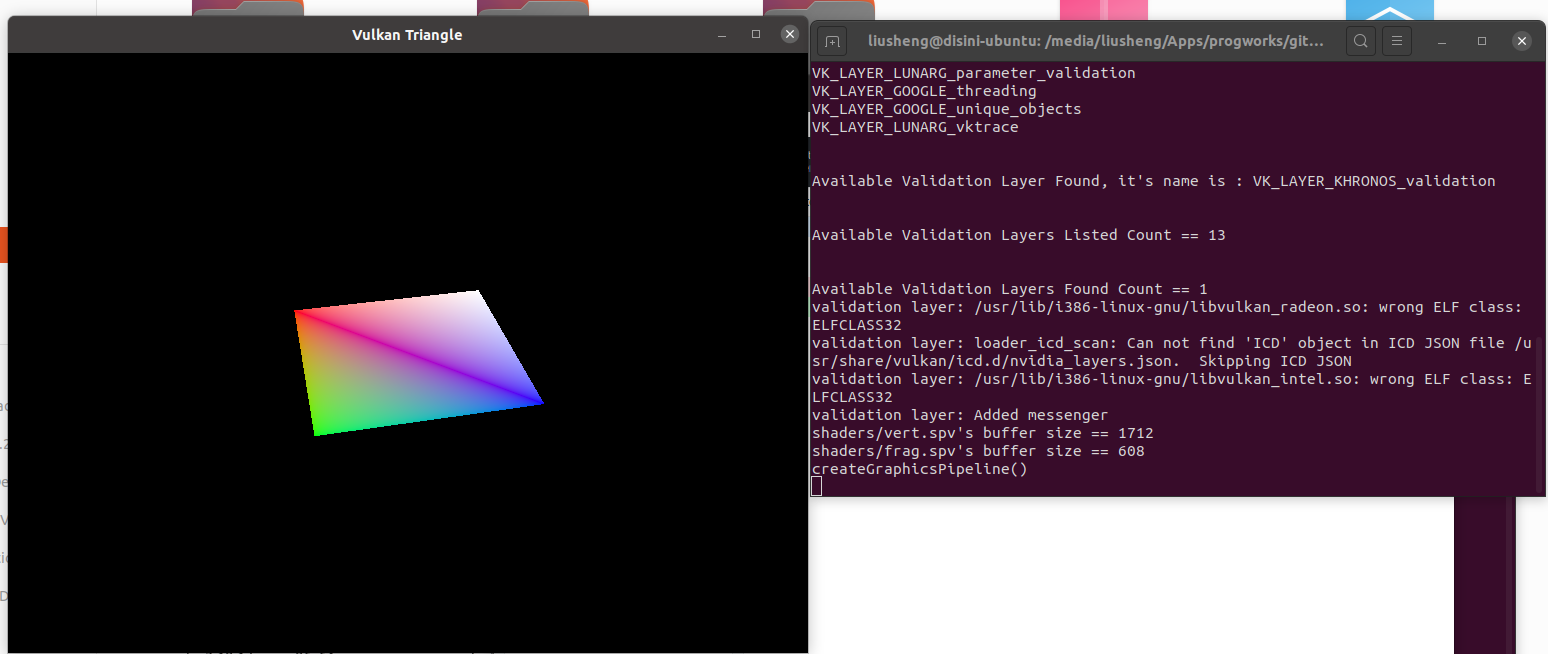 Vulkan Triangle
liusheng@disini-ubuntu: /media/liusheng/Apps/progworks/git...
VK_LAYER_LUNARG_parameter_validation
VK_LAYER_GOOGLE_threading
VK_LAYER_GOOGLE_unique_objects
VK_LAYER_LUNARG_vktrace
Available Validation Layer Found, it's name is : VK_LAYER_KHRONOS_validation
Available Validation Layers Listed Count == 13
Available Validation Layers Found Count == 1
validation layer: /usr/lib/i386-linux-gnu/libvulkan_radeon.so: wrong ELF class:
ELFCLASS32
validation layer: loader_icd_scan: Can not find 'ICD' object in ICD JSON file /u
sr/share/vulkan/icd.d/nvidia_layers.json.  Skipping ICD JSON
validation layer: /usr/lib/i386-linux-gnu/libvulkan_intel.so: wrong ELF class: E
LFCLASS32
validation layer: Added messenger
shaders/vert.spv's buffer size == 1712
shaders/frag.spv's buffer size == 608
createGraphicsPipeline()